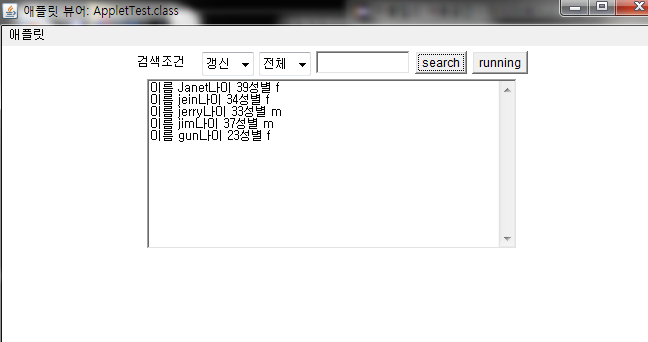 애플릿 뷰어: AppletTest.class
애플릿
검색조건 갱신 전체 search running
이름 Janet나이 39성별 f
이름 jein나이 34성별 f
이름 jerry나이 33성별 m
이름 jim나이 37성별 m
이름 gun나이 23성별 f